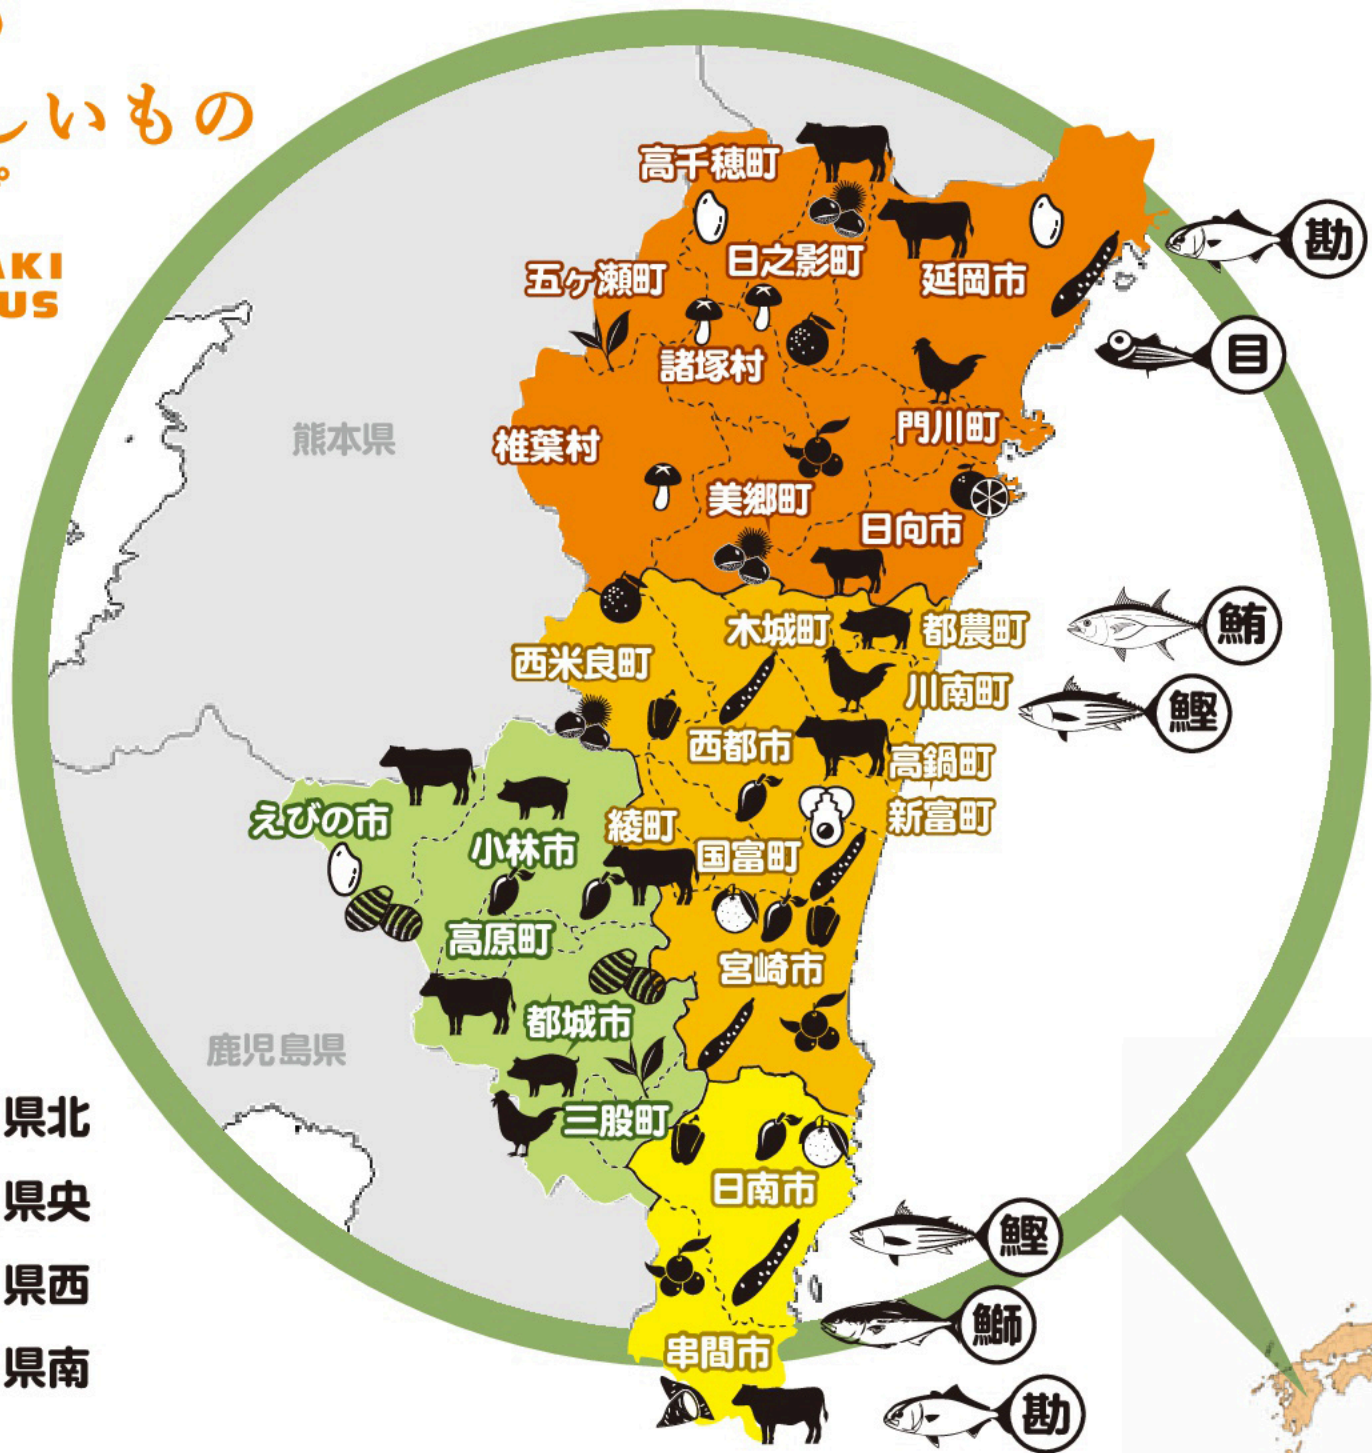 しいもの
AKI
US
高千穂町
日之影町
延岡市
五ヶ瀬町
諸塚村
門川町
椎葉村
美郷町
日向市
勘
目
熊本県
木城町
都農町
西米良町
川南町
西都市
高鍋町
新富町
綾町
国富町
宮崎市
鮪
鰹
えびの市
小林市
高原町
都城市
三股町
鹿児島県
日南市
串間市
鰹
鰤
勘
県北
県央
県西
県南